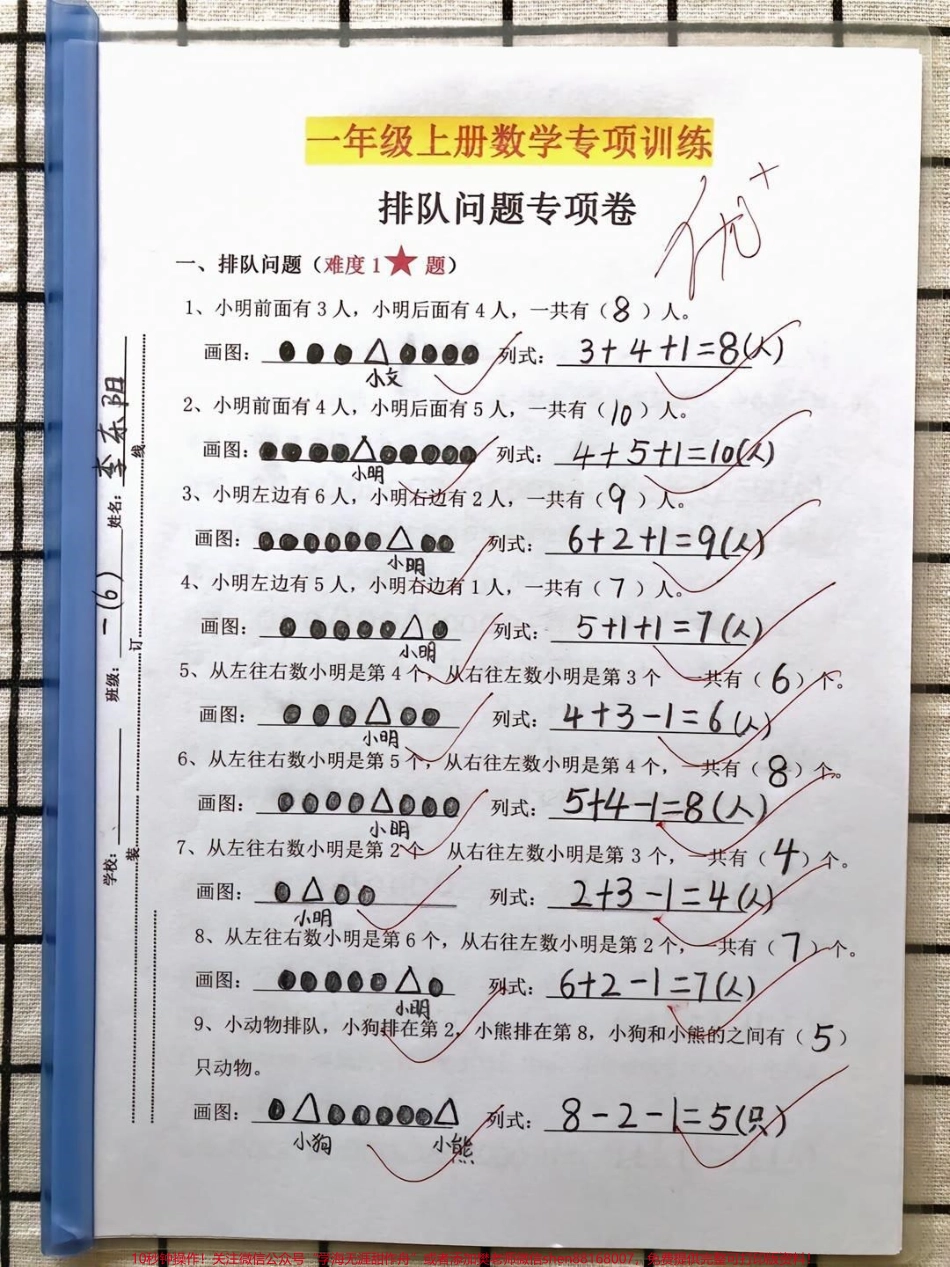 一年级上册数学专项训练
排队问题专项卷
优+
一、排队问题（难度1★题）
1、小明前面有3人，小明后面有4人，一共有（8）人。
画图： 列式：3+4+1=8(人)
小文
2、小明前面有4人，小明后面有5人，一共有（10）人。
画图： 列式：4+5+1=10(人)
小明
3、小明左边有6人，小明右边有2人，一共有（9）人。
画图： 列式：6+2+1=9(人)
小明
4、小明左边有5人，小明右边有1人，一共有（7）人。
画图： 列式：5+1+1=7(人)
小明
5、从左往右数小明是第4个，从右往左数小明是第3个 一共有（6）个。
画图： 列式：4+3-1=6(人)
小明
6、从左往右数小明是第5个，从右往左数小明是第4个，一共有（8）个。
画图： 列式：5+4-1=8(人)
小明
7、从左往右数小明是第2个 从右往左数小明是第3个，一共有（4）个。
画图： 列式：2+3-1=4(人)
小明
8、从左往右数小明是第6个，从右往左数小明是第2个，一共有（7）个。
画图： 列式：6+2-1=7(人)
小明
9、小动物排队，小狗排在第2，小熊排在第8，小狗和小熊的之间有（5）
只动物。
画图： 列式：8-2-1=5(只)
小狗 小熊
学校： 班级：一(6) 姓名：李东阳
装 订 线
10秒钟操作！关注微信公众号